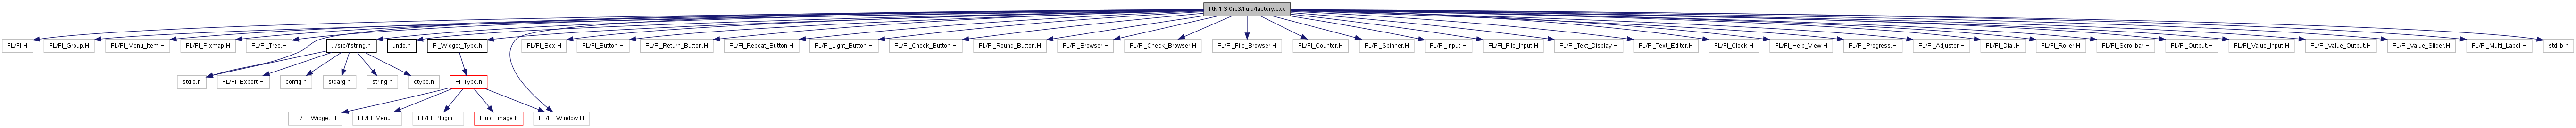 fltk-1.3.0rc3/fluid/factory.cxx
FL/Fl.H
FL/Fl_Group.H
FL/Fl_Menu_Item.H
FL/Fl_Pixmap.H
FL/Fl_Tree.H
../src/flstring.h
undo.h
Fl_Widget_Type.h
FL/Fl_Box.H
FL/Fl_Button.H
FL/Fl_Return_Button.H
FL/Fl_Repeat_Button.H
FL/Fl_Light_Button.H
FL/Fl_Check_Button.H
FL/Fl_Round_Button.H
FL/Fl_Browser.H
FL/Fl_Check_Browser.H
FL/Fl_File_Browser.H
FL/Fl_Counter.H
FL/Fl_Spinner.H
FL/Fl_Input.H
FL/Fl_File_Input.H
FL/Fl_Text_Display.H
FL/Fl_Text_Editor.H
FL/Fl_Clock.H
FL/Fl_Help_View.H
FL/Fl_Progress.H
FL/Fl_Adjuster.H
FL/Fl_Dial.H
FL/Fl_Roller.H
FL/Fl_Scrollbar.H
FL/Fl_Output.H
FL/Fl_Value_Input.H
FL/Fl_Value_Output.H
FL/Fl_Value_Slider.H
FL/Fl_Multi_Label.H
stdlib.h
stdio.h
FL/Fl_Export.H
config.h
stdarg.h
string.h
ctype.h
Fl_Type.h
FL/Fl_Widget.H
FL/Fl_Menu.H
FL/Fl_Plugin.H
Fluid_Image.h
FL/Fl_Window.H